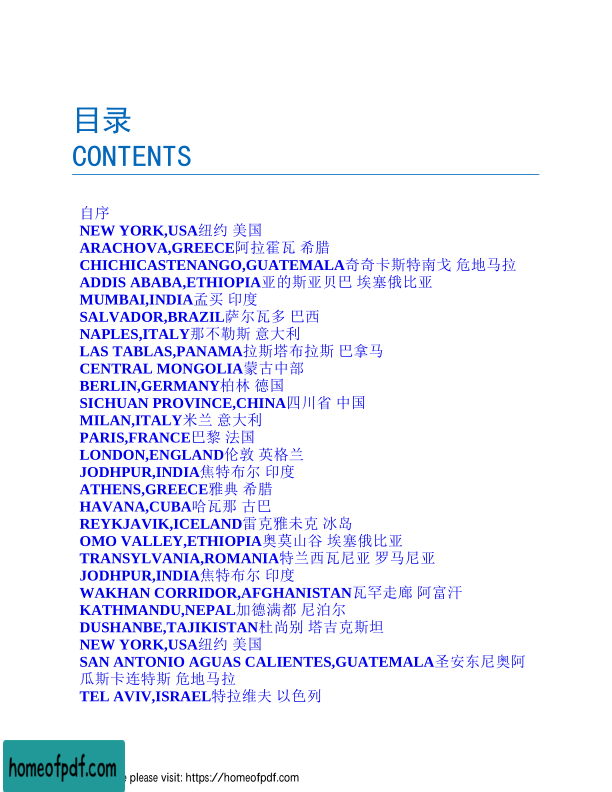 目录
CONTENTS
自序
NEW YORK,USA纽约 美国
ARACHOVA,GREECE阿拉霍瓦 希腊
CHICHICASTENANGO,GUATEMALA奇奇卡斯特南戈 危地马拉
ADDIS ABABA,ETHIOPIA亚的斯亚贝巴 埃塞俄比亚
MUMBAI,INDIA孟买 印度
SALVADOR,BRAZIL萨尔瓦多 巴西
NAPLES,ITALY那不勒斯 意大利
LAS TABLAS,PANAMA拉斯塔布拉斯 巴拿马
CENTRAL MONGOLIA蒙古中部
BERLIN,GERMANY柏林 德国
SICHUAN PROVINCE,CHINA四川省 中国
MILAN,ITALY米兰 意大利
PARIS,FRANCE巴黎 法国
LONDON,ENGLAND伦敦 英格兰
JODHPUR,INDIA焦特布尔 印度
ATHENS,GREECE雅典 希腊
HAVANA,CUBA哈瓦那 古巴
REYKJAVIK,ICELAND雷克雅未克 冰岛
OMO VALLEY,ETHIOPIA奥莫山谷 埃塞俄比亚
TRANSYLVANIA,ROMANIA特兰西瓦尼亚 罗马尼亚
JODHPUR,INDIA焦特布尔 印度
WAKHAN CORRIDOR,AFGHANISTAN瓦罕走廊 阿富汗
KATHMANDU,NEPAL加德满都 尼泊尔
DUSHANBE,TAJIKISTAN杜尚别 塔吉克斯坦
NEW YORK,USA纽约 美国
SAN ANTONIO AGUAS CALIENTES,GUATEMALA圣安东尼奥阿
瓜斯卡连特斯 危地马拉
TEL AVIV,ISRAEL特拉维夫 以色列
homeofpdf.com
please visit: https://homeofpdf.com